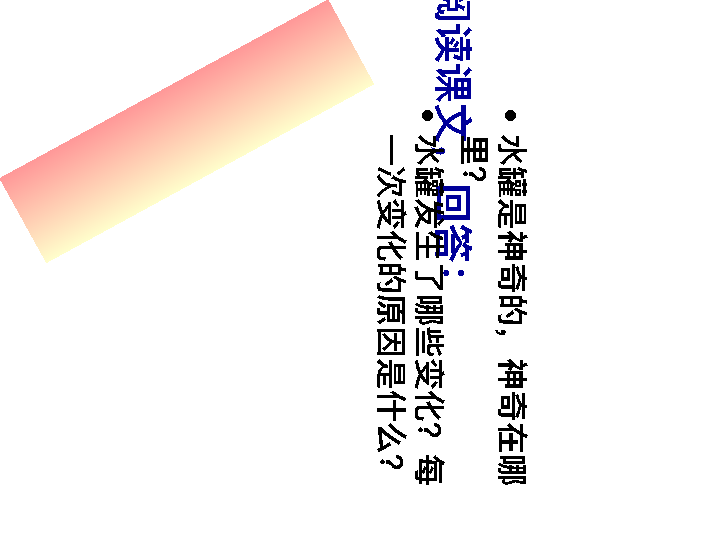 阅读课文，回答：
• 水罐是神奇的，神奇在哪
里？
• 水罐发生了哪些变化？每
一次变化的原因是什么？